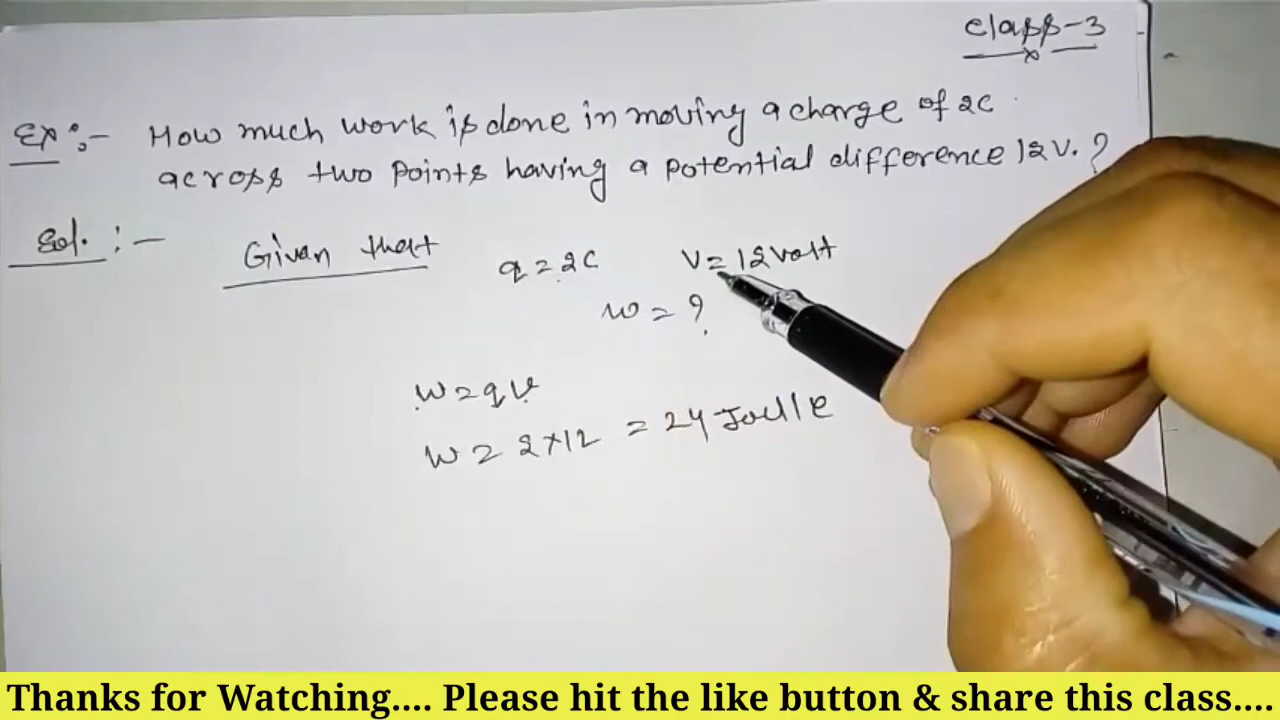 Class-3
Ex:- How much work is done in moving a charge of 2C
across two points having a potential difference 12V.?
Sol. :- Given that q = 2C V = 12 volt
w = ?
W = qV
W = 2×12 = 24 Joulle
Thanks for Watching.... Please hit the like button & share this class....